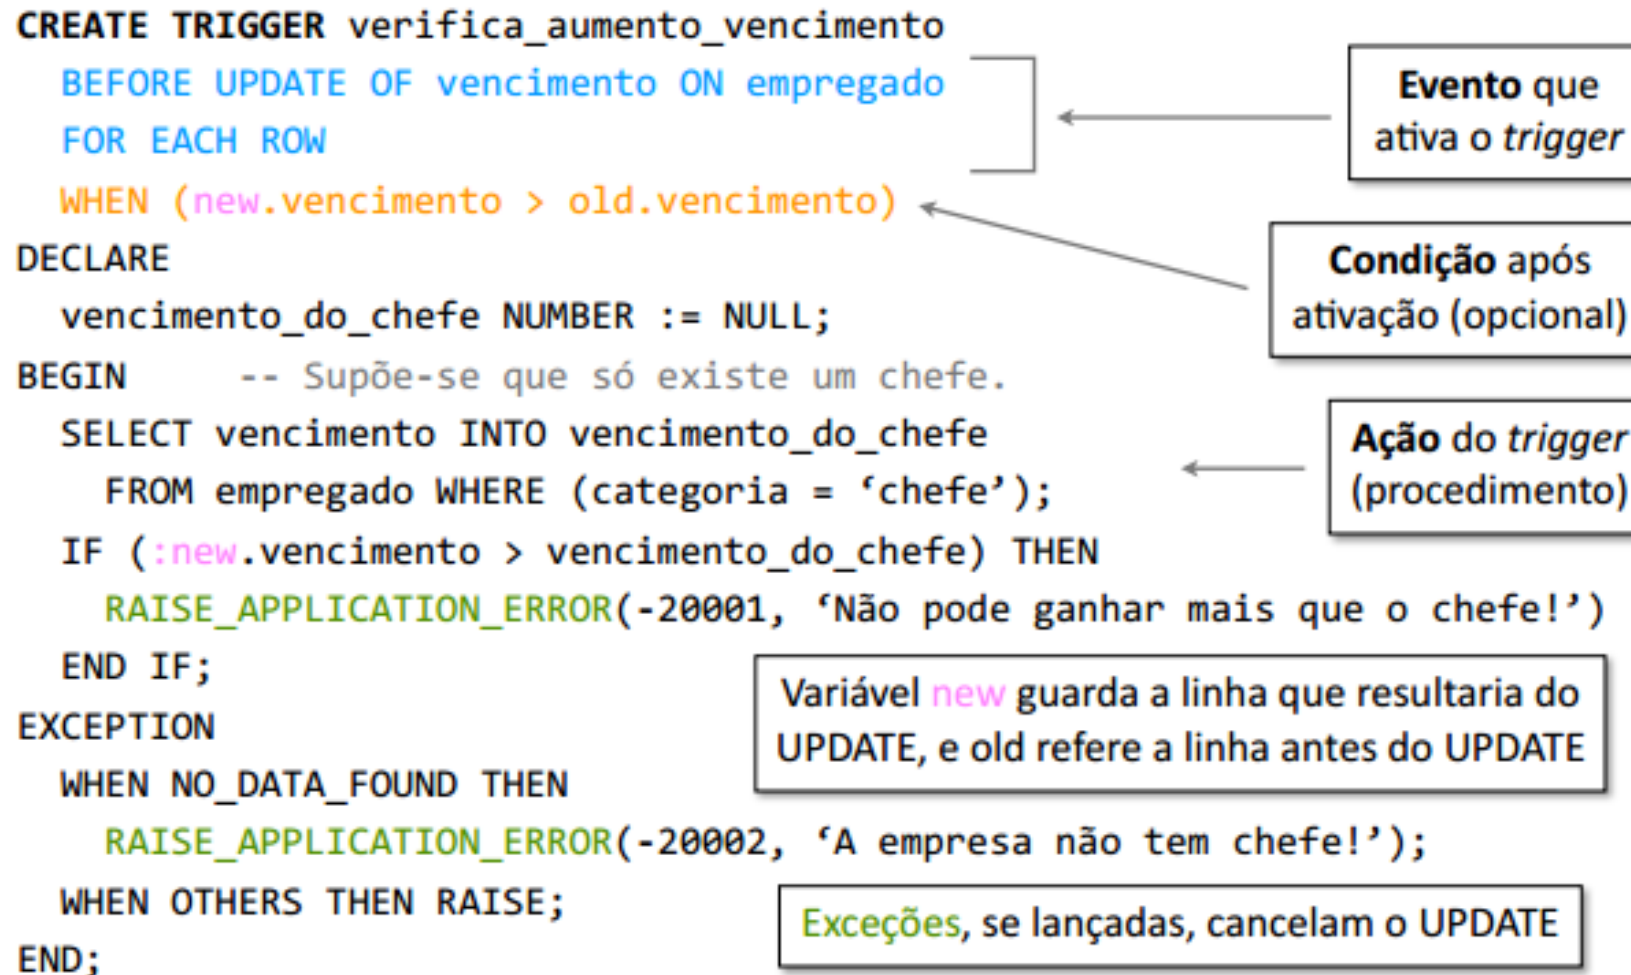 CREATE TRIGGER verifica_aumento_vencimento
BEFORE UPDATE OF vencimento ON empregado
FOR EACH ROW
WHEN (new.vencimento > old.vencimento)
DECLARE
vencimento_do_chefe NUMBER := NULL;
BEGIN -- Supõe-se que só existe um chefe.
SELECT vencimento INTO vencimento_do_chefe
FROM empregado WHERE (categoria = ‘chefe’);
IF (:new.vencimento > vencimento_do_chefe) THEN
RAISE_APPLICATION_ERROR(-20001, ‘Não pode ganhar mais que o chefe!’)
END IF;
EXCEPTION
WHEN NO_DATA_FOUND THEN
RAISE_APPLICATION_ERROR(-20002, ‘A empresa não tem chefe!’);
WHEN OTHERS THEN RAISE;
END;
Evento que
ativa o trigger
Condição após
ativação (opcional)
Ação do trigger
(procedimento)
Variável new guarda a linha que resultaria do
UPDATE, e old refere a linha antes do UPDATE
Exceções, se lançadas, cancelam o UPDATE